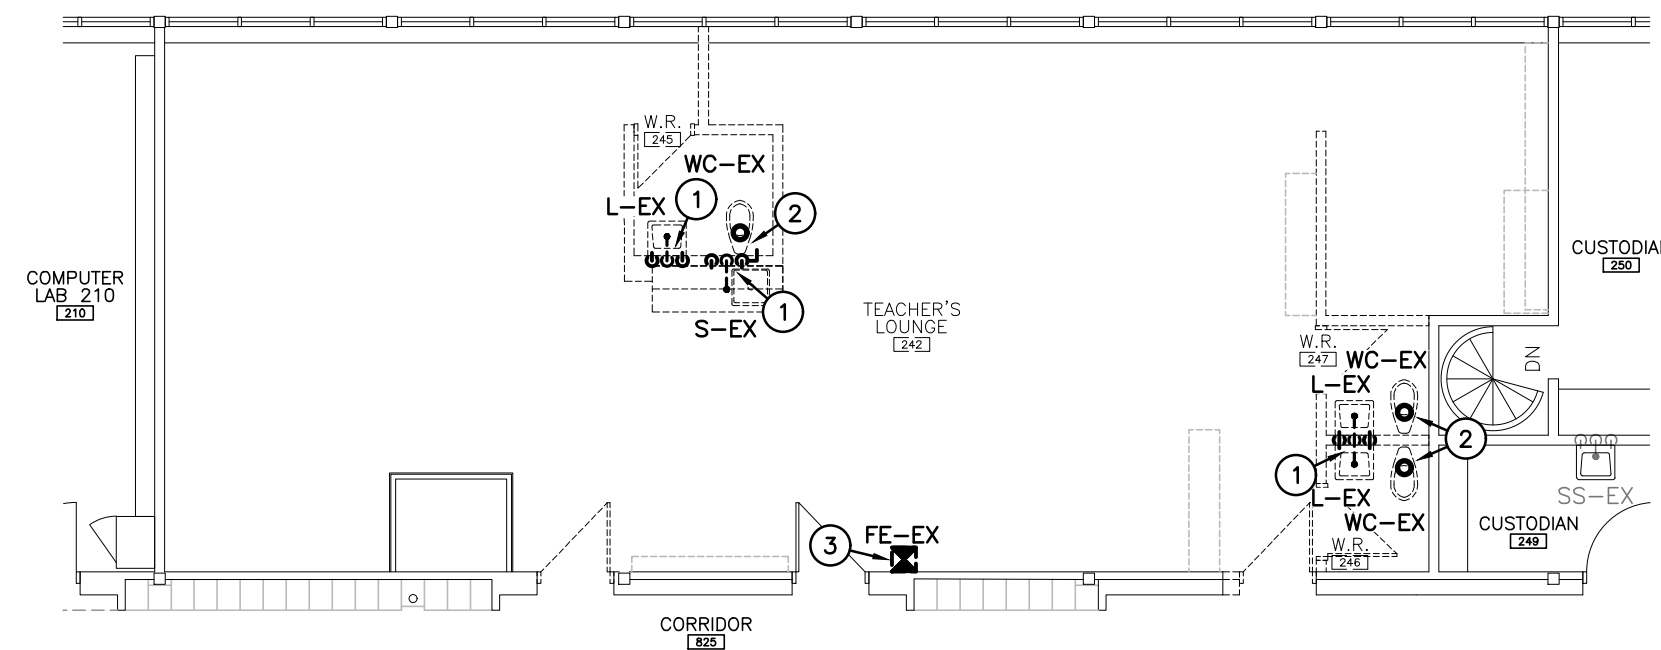 W.R.
245
WC-EX
L-EX
1
2
COMPUTER
LAB 210
210
1
S-EX
TEACHER'S
LOUNGE
242
CUSTODIA
250
W.R.
247
WC-EX
DN
L-EX
2
1
L-EX
WC-EX
SS-EX
CUSTODIAN
249
W.R.
246
FE-EX
3
CORRIDOR
825